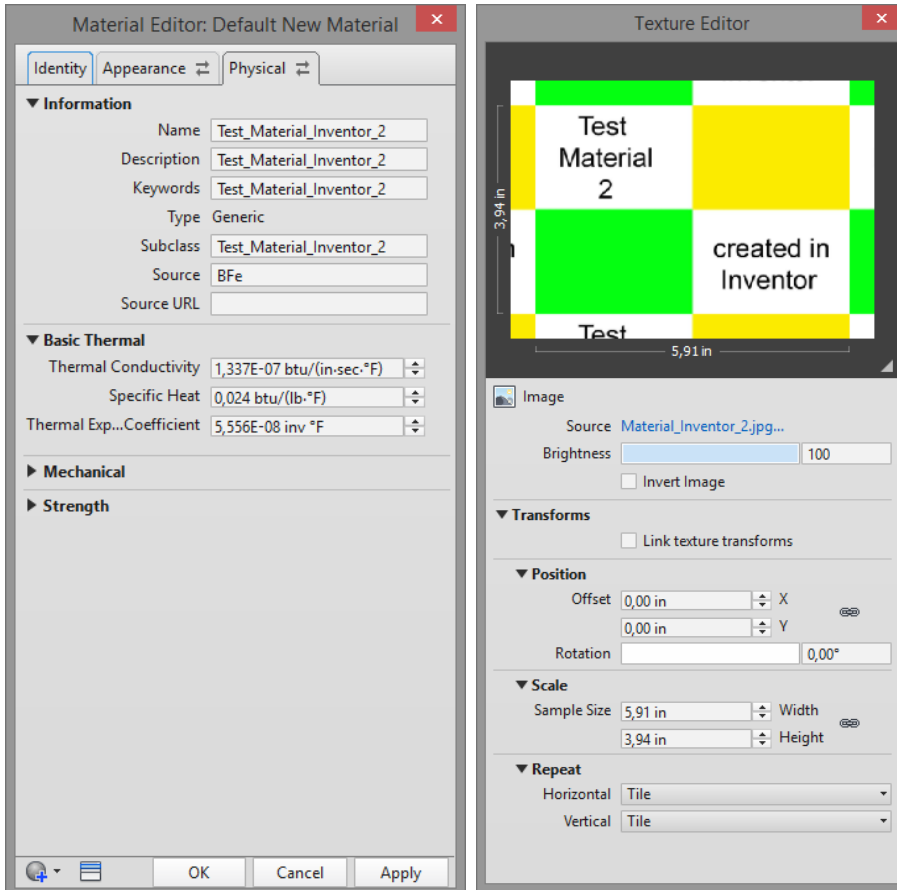 Material Editor: Default New Material
Identity Appearance Physical
Information
Name Test_Material_Inventor_2
Description Test_Material_Inventor_2
Keywords Test_Material_Inventor_2
Type Generic
Subclass Test_Material_Inventor_2
Source BFe
Source URL
Basic Thermal
Thermal Conductivity 1,337E-07 btu/(in·sec·°F)
Specific Heat 0,024 btu/(lb·°F)
Thermal Exp...Coefficient 5,556E-08 inv °F
Mechanical
Strength
OK Cancel Apply
Texture Editor
Test
Material
2
3,94 in
created in
Inventor
Test
5,91 in
Image
Source Material_Inventor_2.jpg...
Brightness 100
Invert Image
Transforms
Link texture transforms
Position
Offset 0,00 in X
0,00 in Y
Rotation 0,00°
Scale
Sample Size 5,91 in Width
3,94 in Height
Repeat
Horizontal Tile
Vertical Tile